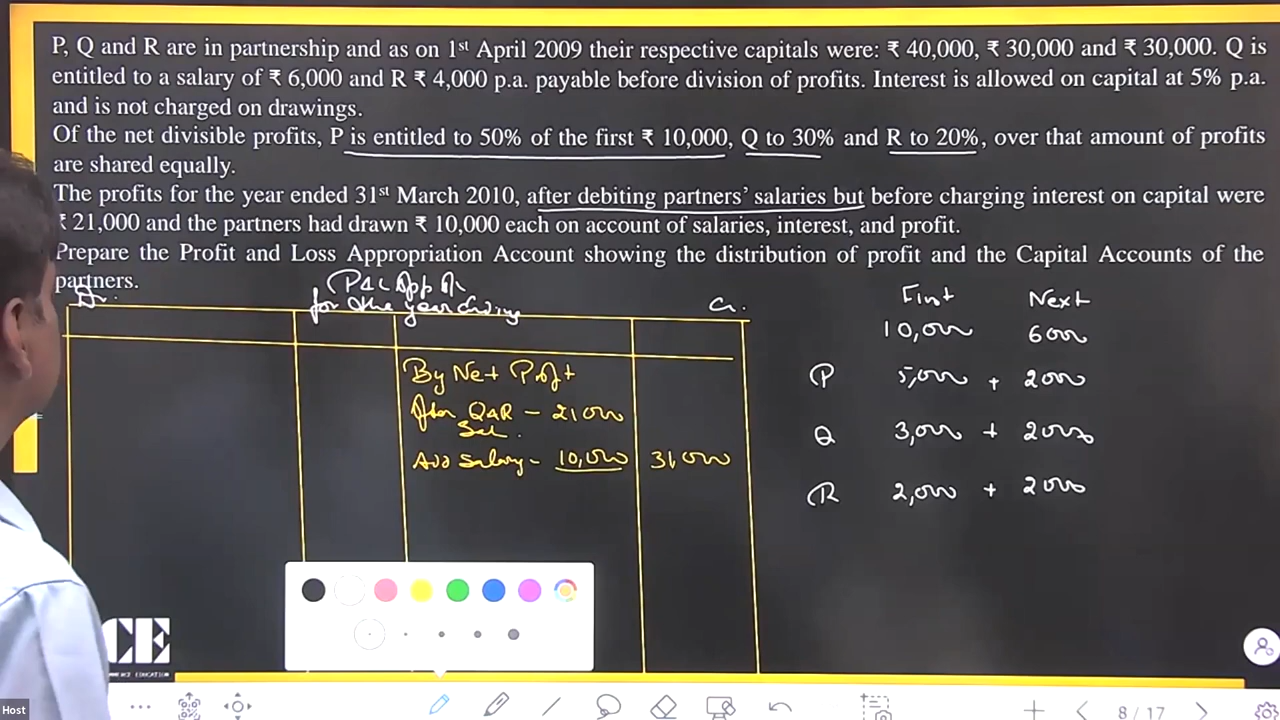 P, Q and R are in partnership and as on 1st April 2009 their respective capitals were: ₹ 40,000, ₹ 30,000 and ₹ 30,000. Q is
entitled to a salary of ₹ 6,000 and R ₹ 4,000 p.a. payable before division of profits. Interest is allowed on capital at 5% p.a.
and is not charged on drawings.
Of the net divisible profits, P is entitled to 50% of the first ₹ 10,000, Q to 30% and R to 20%, over that amount of profits
are shared equally.
The profits for the year ended 31st March 2010, after debiting partners' salaries but before charging interest on capital were
₹ 21,000 and the partners had drawn ₹ 10,000 each on account of salaries, interest, and profit.
Prepare the Profit and Loss Appropriation Account showing the distribution of profit and the Capital Accounts of the
partners.
Dr. P&L App A/c Cr.
for the year ending
By Net Profit
After Q&R Sal. - 21,000
Add Salary - 10,000 31,000
First Next
10,000 6000
P 5,000 + 2000
Q 3,000 + 2000
R 2,000 + 2000
CE
Host
8 / 17